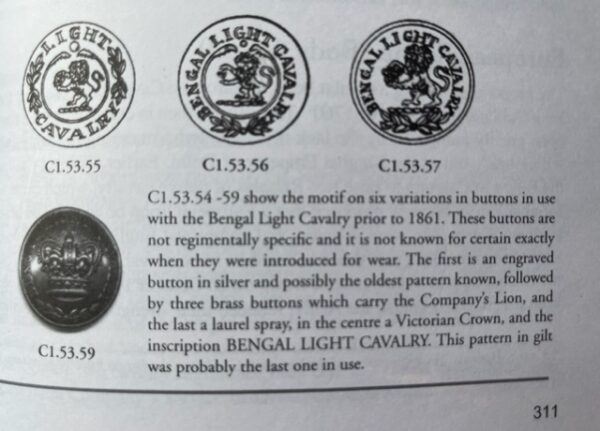 LIGHT
CAVALRY
BENGAL LIGHT CAVALRY
BENGAL LIGHT CAVALRY
C1.53.55
C1.53.56
C1.53.57
C1.53.54 -59 show the motif on six variations in buttons in use
with the Bengal Light Cavalry prior to 1861. These buttons are
not regimentally specific and it is not known for certain exactly
when they were introduced for wear. The first is an engraved
button in silver and possibly the oldest pattern known, followed
by three brass buttons which carry the Company's Lion, and
the last a laurel spray, in the centre a Victorian Crown, and the
inscription BENGAL LIGHT CAVALRY. This pattern in gilt
was probably the last one in use.
C1.53.59
311